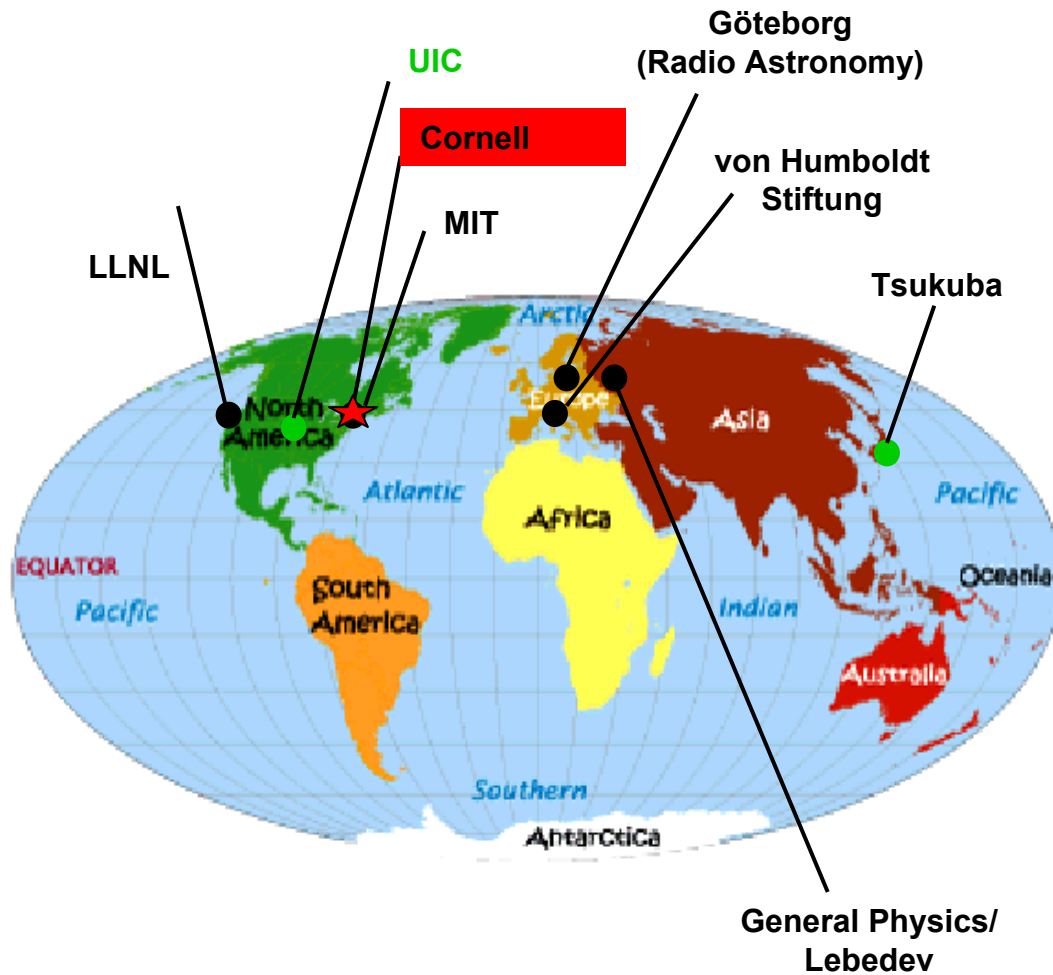 Göteborg
(Radio Astronomy)
UIC
Cornell
von Humboldt
Stiftung
MIT
LLNL
Tsukuba
Arctic
North
America
Europe
Asia
Atlantic
Pacific
Africa
EQUATOR
Oceania
South
America
Pacific
Indian
Australia
Southern
Antarctica
General Physics/
Lebedev